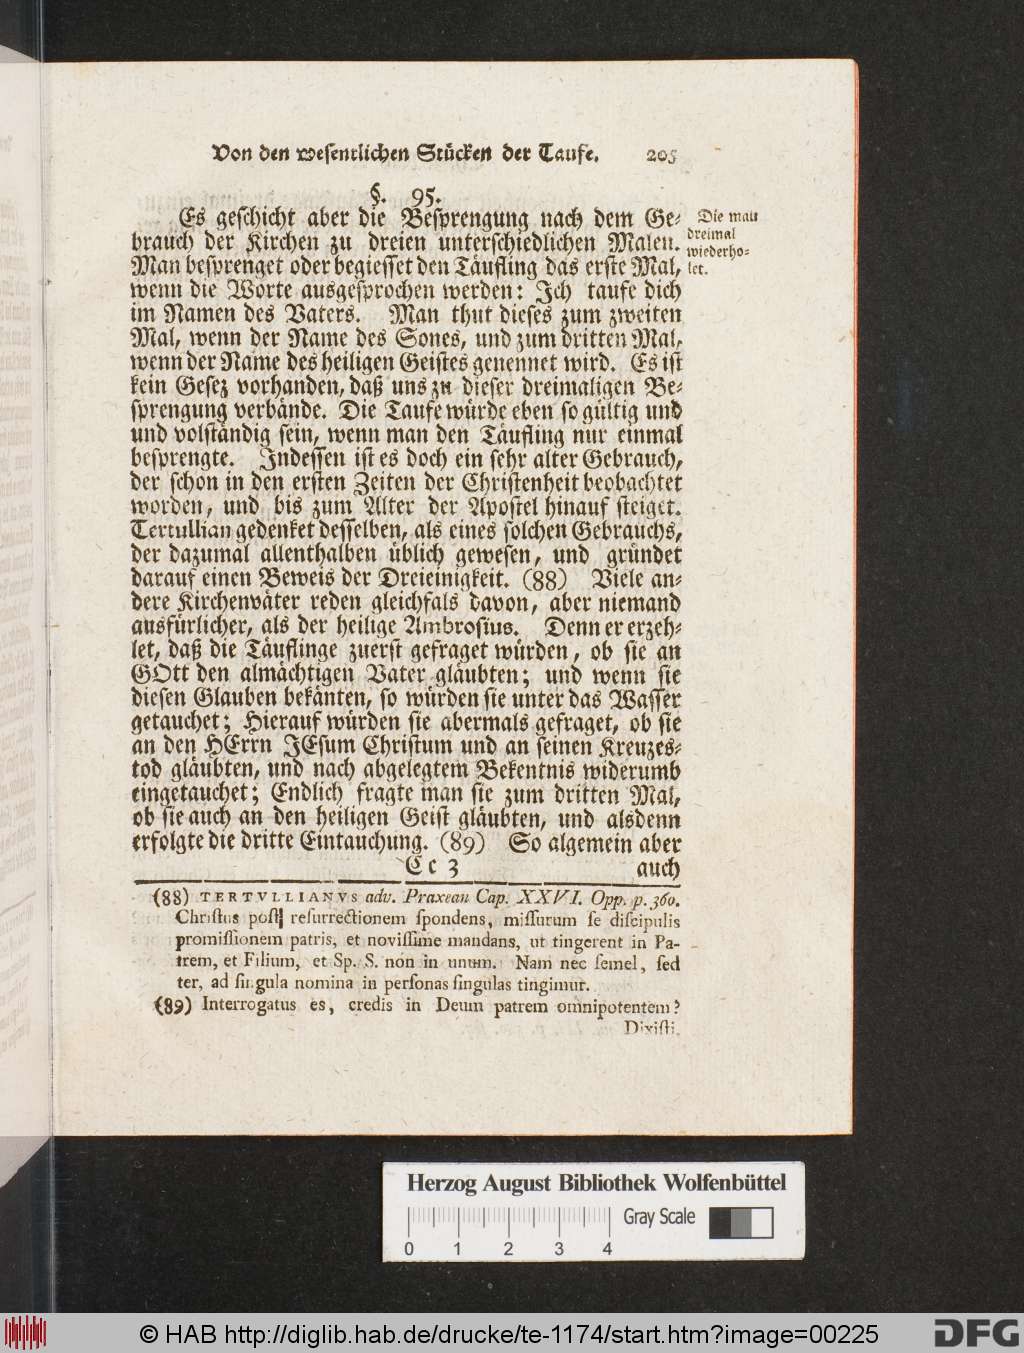 Von den wesentlichen Stücken der Taufe. 205
§. 95.
Es geschicht aber die Besprengung nach dem Ge-
brauch der Kirchen zu dreien unterschiedlichen Malen.
Man besprenget oder begiesset den Täufling das erste Mal,
wenn die Worte ausgesprochen werden: Ich taufe dich
im Namen des Vaters. Man thut dieses zum zweiten
Mal, wenn der Name des Sones, und zum dritten Mal,
wenn der Name des heiligen Geistes genennet wird. Es ist
kein Gesez vorhanden, daß uns zu dieser dreimaligen Be-
sprengung verbände. Die Taufe würde eben so gültig und
und volständig sein, wenn man den Täufling nur einmal
besprengte. Indessen ist es doch ein sehr alter Gebrauch,
der schon in den ersten Zeiten der Christenheit beobachtet
worden, und bis zum Alter der Apostel hinauf steiget.
Tertullian gedenket desselben, als eines solchen Gebrauchs,
der dazumal allenthalben üblich gewesen, und gründet
darauf einen Beweis der Dreieinigkeit. (88) Viele an-
dere Kirchenväter reden gleichfals davon, aber niemand
ausfürlicher, als der heilige Ambrosius. Denn er erzeh-
let, daß die Täuflinge zuerst gefraget würden, ob sie an
GOtt den almächtigen Vater gläubten; und wenn sie
diesen Glauben bekänten, so würden sie unter das Wasser
getauchet; Hierauf würden sie abermals gefraget, ob sie
an den HErrn JEsum Christum und an seinen Kreuzes-
tod gläubten, und nach abgelegtem Bekentnis widerumb
eingetauchet; Endlich fragte man sie zum dritten Mal,
ob sie auch an den heiligen Geist gläubten, und alsdenn
erfolgte die dritte Eintauchung. (89) So algemein aber
Cc 3 auch
Die man
dreimal
wiederho-
let.
(88) TERTVLLIANVS adv. Praxean Cap. XXVI. Opp. p. 360.
Christus post resurrectionem spondens, missurum se discipulis
promissionem patris, et novissime mandans, ut tingerent in Pa-
trem, et Filium, et Sp. S. non in unum. Nam nec semel, sed
ter, ad singula nomina in personas singulas tingimur.
(89) Interrogatus es, credis in Deum patrem omnipotentem?
Dixisti.
Herzog August Bibliothek Wolfenbüttel
Gray Scale
0 1 2 3 4
© HAB http://diglib.hab.de/drucke/te-1174/start.htm?image=00225
DFG